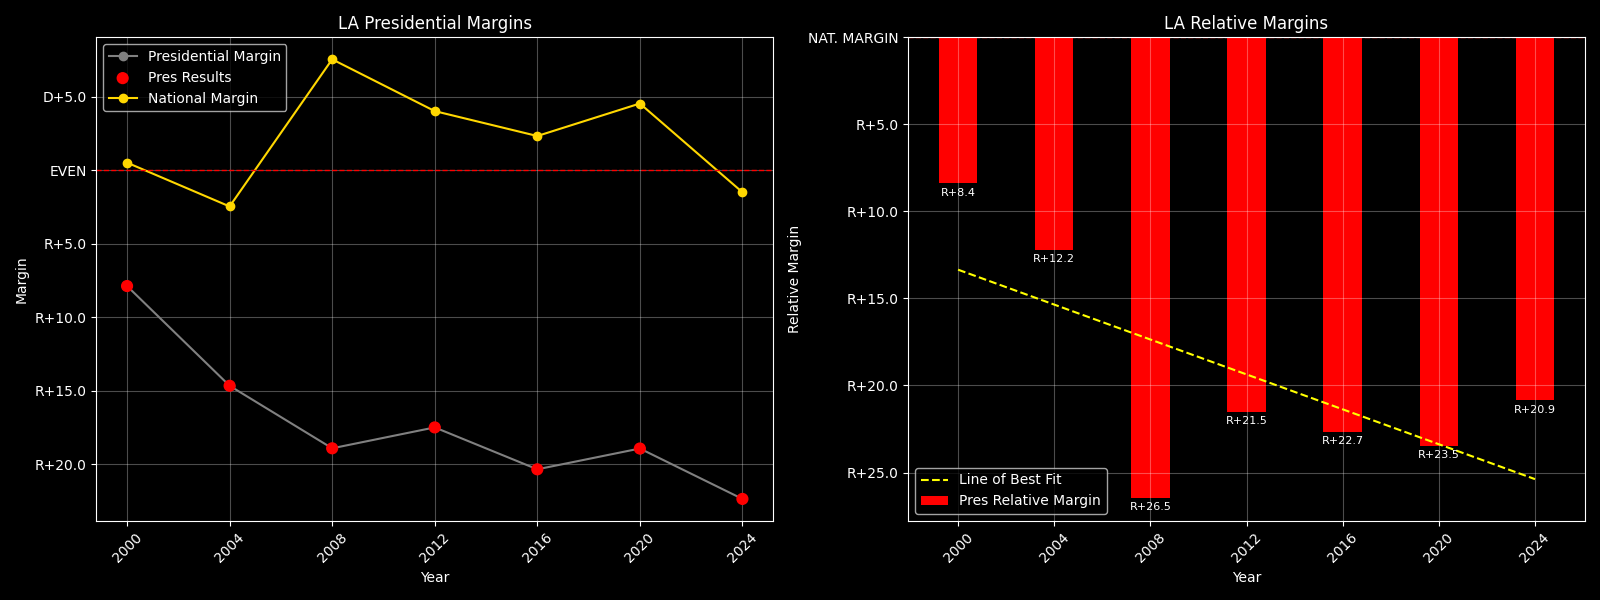 LA Presidential Margins
Presidential Margin
Pres Results
National Margin
D+5.0
EVEN
R+5.0
R+10.0
R+15.0
R+20.0
Margin
2000
2004
2008
2012
2016
2020
2024
Year
LA Relative Margins
NAT. MARGIN
R+5.0
R+10.0
R+15.0
R+20.0
R+25.0
Relative Margin
R+8.4
R+12.2
R+26.5
R+21.5
R+22.7
R+23.5
R+20.9
Line of Best Fit
Pres Relative Margin
2000
2004
2008
2012
2016
2020
2024
Year